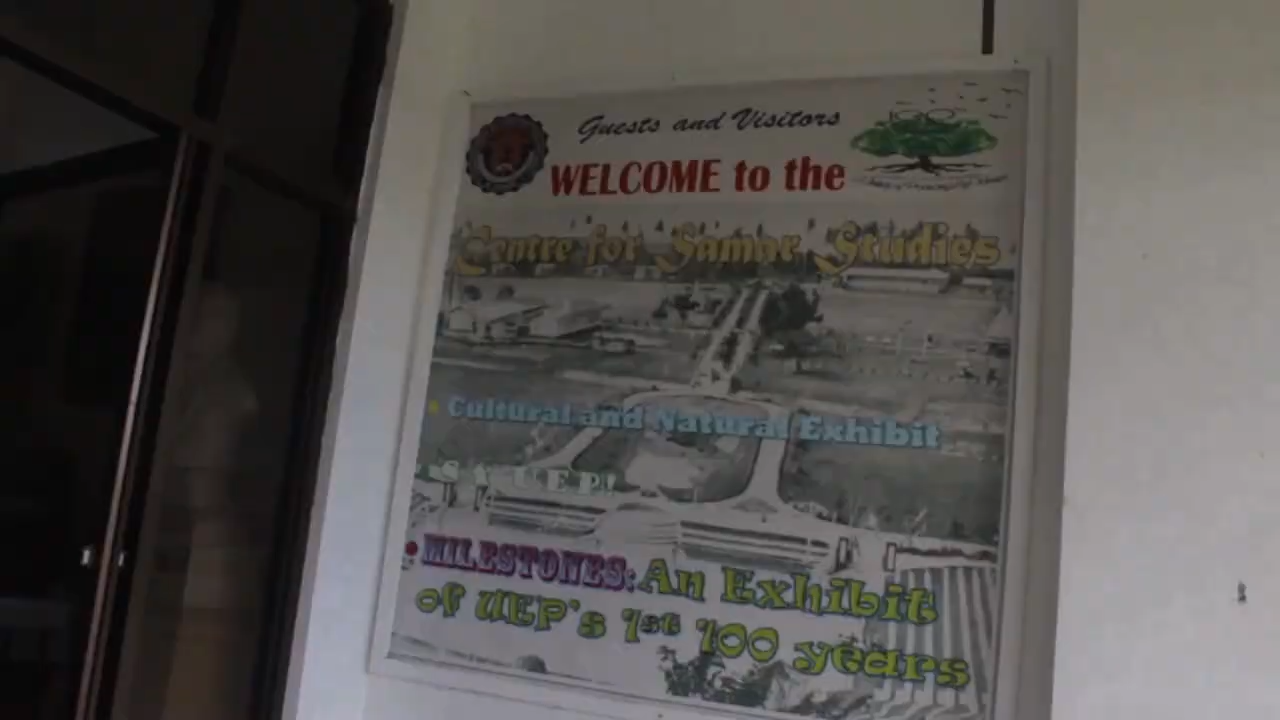 Guests and Visitors
WELCOME to the
Centre for Samar Studies
Cultural and Natural Exhibit
UEP!
MILESTONES: An Exhibit
of UEP's 1st 100 years